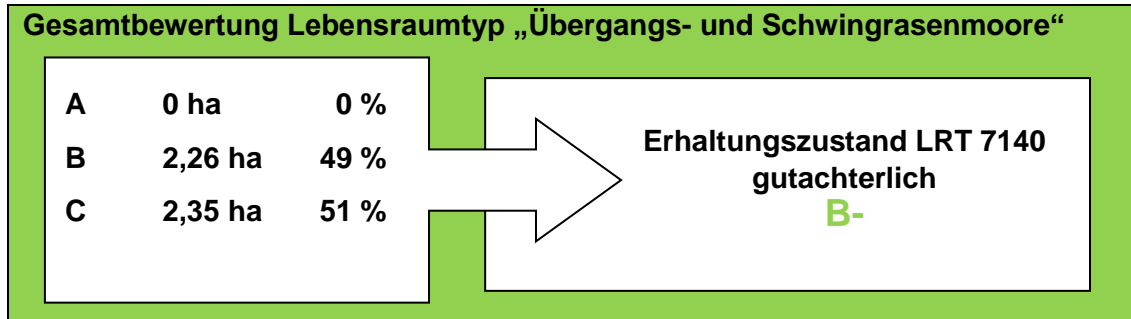 Gesamtbewertung Lebensraumtyp „Übergangs- und Schwingrasenmoore“
A 0 ha 0 %
B 2,26 ha 49 %
C 2,35 ha 51 %
Erhaltungszustand LRT 7140
gutachterlich
B-